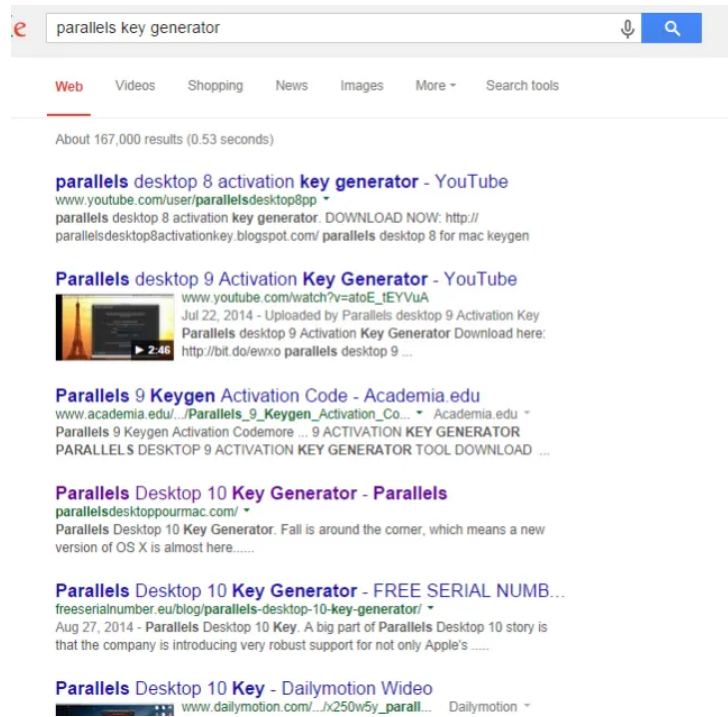 e
parallels key generator
Web Videos Shopping News Images More Search tools
About 167,000 results (0.53 seconds)
parallels desktop 8 activation key generator - YouTube
www.youtube.com/user/parallelsdesktop8pp
parallels desktop 8 activation key generator. DOWNLOAD NOW: http://
parallelsdesktop8activationkey.blogspot.com/ parallels desktop 8 for mac keygen
Parallels desktop 9 Activation Key Generator - YouTube
www.youtube.com/watch?v=atoE_tEYVuA
Jul 22, 2014 - Uploaded by Parallels desktop 9 Activation Key
Parallels desktop 9 Activation Key Generator Download here:
http://bit.do/ewxo parallels desktop 9 ...
2:46
Parallels 9 Keygen Activation Code - Academia.edu
www.academia.edu/.../Parallels_9_Keygen_Activation_Co... Academia.edu
Parallels 9 Keygen Activation Codemore ... 9 ACTIVATION KEY GENERATOR
PARALLELS DESKTOP 9 ACTIVATION KEY GENERATOR TOOL DOWNLOAD ...
Parallels Desktop 10 Key Generator - Parallels
parallelsdesktoppourmac.com/
Parallels Desktop 10 Key Generator. Fall is around the corner, which means a new
version of OS X is almost here......
Parallels Desktop 10 Key Generator - FREE SERIAL NUMB...
freeserialnumber.eu/blog/parallels-desktop-10-key-generator/
Aug 27, 2014 - Parallels Desktop 10 Key. A big part of Parallels Desktop 10 story is
that the company is introducing very robust support for not only Apple's .....
Parallels Desktop 10 Key - Dailymotion Wideo
www.dailymotion.com/.../x250w5y_parall... Dailymotion